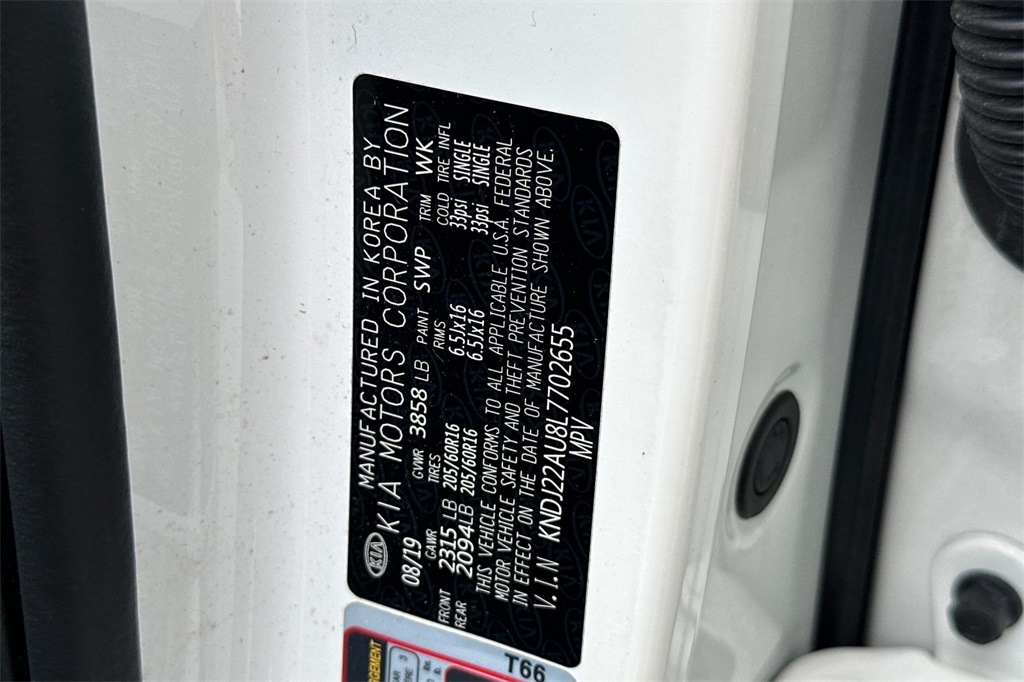 MANUFACTURED IN KOREA BY
KIA KIA MOTORS CORPORATION
08/19 GVWR 3858 LB PAINT SWP TRIM WK
GAWR TIRES RIMS COLD TIRE INFL
FRONT 2315 LB 205/60R16 6.5Jx16 33psi SINGLE
REAR 2094 LB 205/60R16 6.5Jx16 33psi SINGLE
THIS VEHICLE CONFORMS TO ALL APPLICABLE U.S.A. FEDERAL
MOTOR VEHICLE SAFETY AND THEFT PREVENTION STANDARDS
IN EFFECT ON THE DATE OF MANUFACTURE SHOWN ABOVE.
V.I.N KNDJ22AU8L7702655
MPV
T66